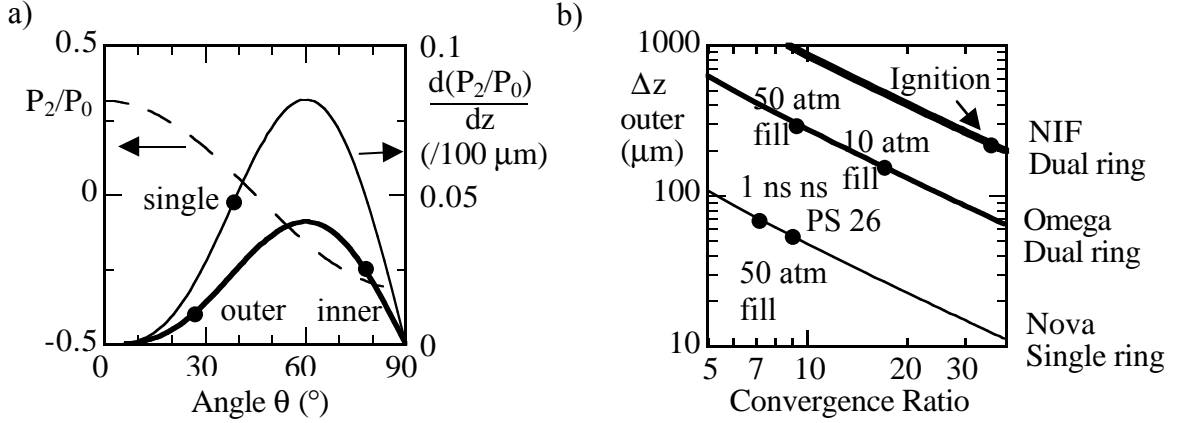 a)
0.5
P2/P0
0
-0.5
0.1
d(P2/P0)
dz
(/100 µm)
0.05
0
single
outer
inner
0
30
60
90
Angle θ (°)
b)
1000
Δz
outer
(µm)
100
10
Ignition
50 atm
fill
10 atm
fill
1 ns ns
PS 26
50 atm
fill
NIF
Dual ring
Omega
Dual ring
Nova
Single ring
5
10
20
30
Convergence Ratio